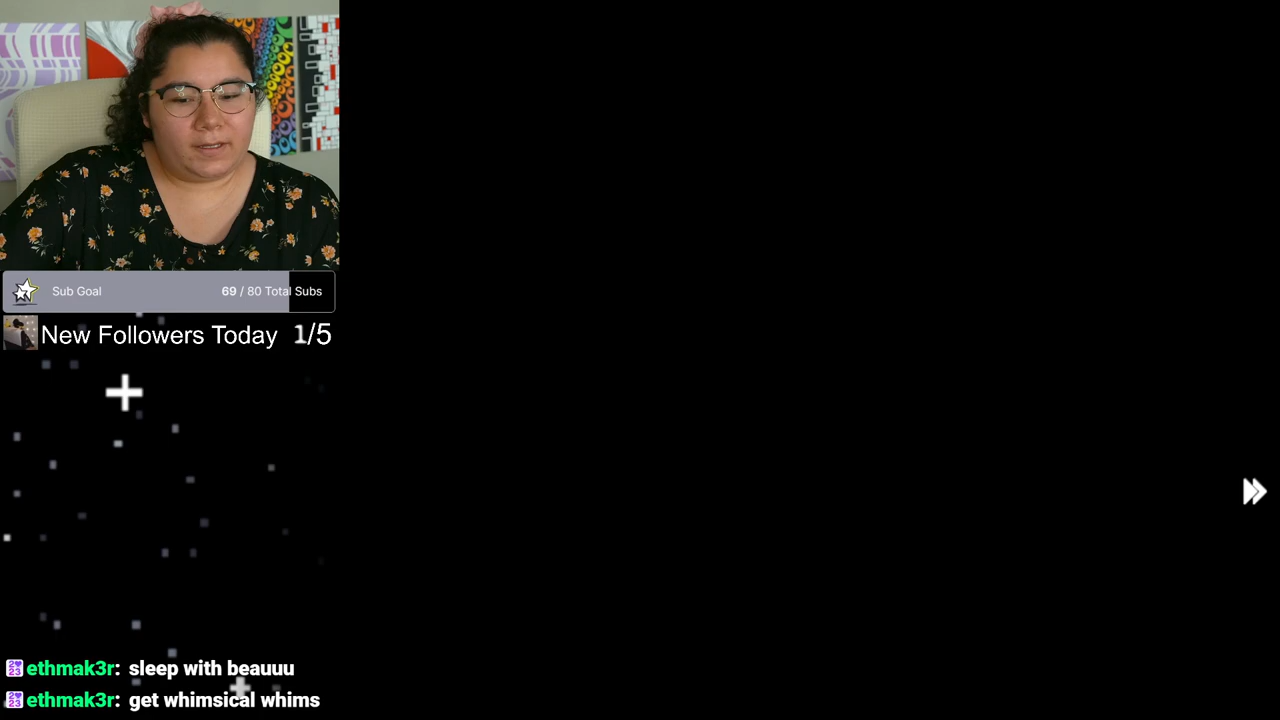 Sub Goal 69 / 80 Total Subs
New Followers Today 1/5
ethmak3r: sleep with beauuu
ethmak3r: get whimsical whims